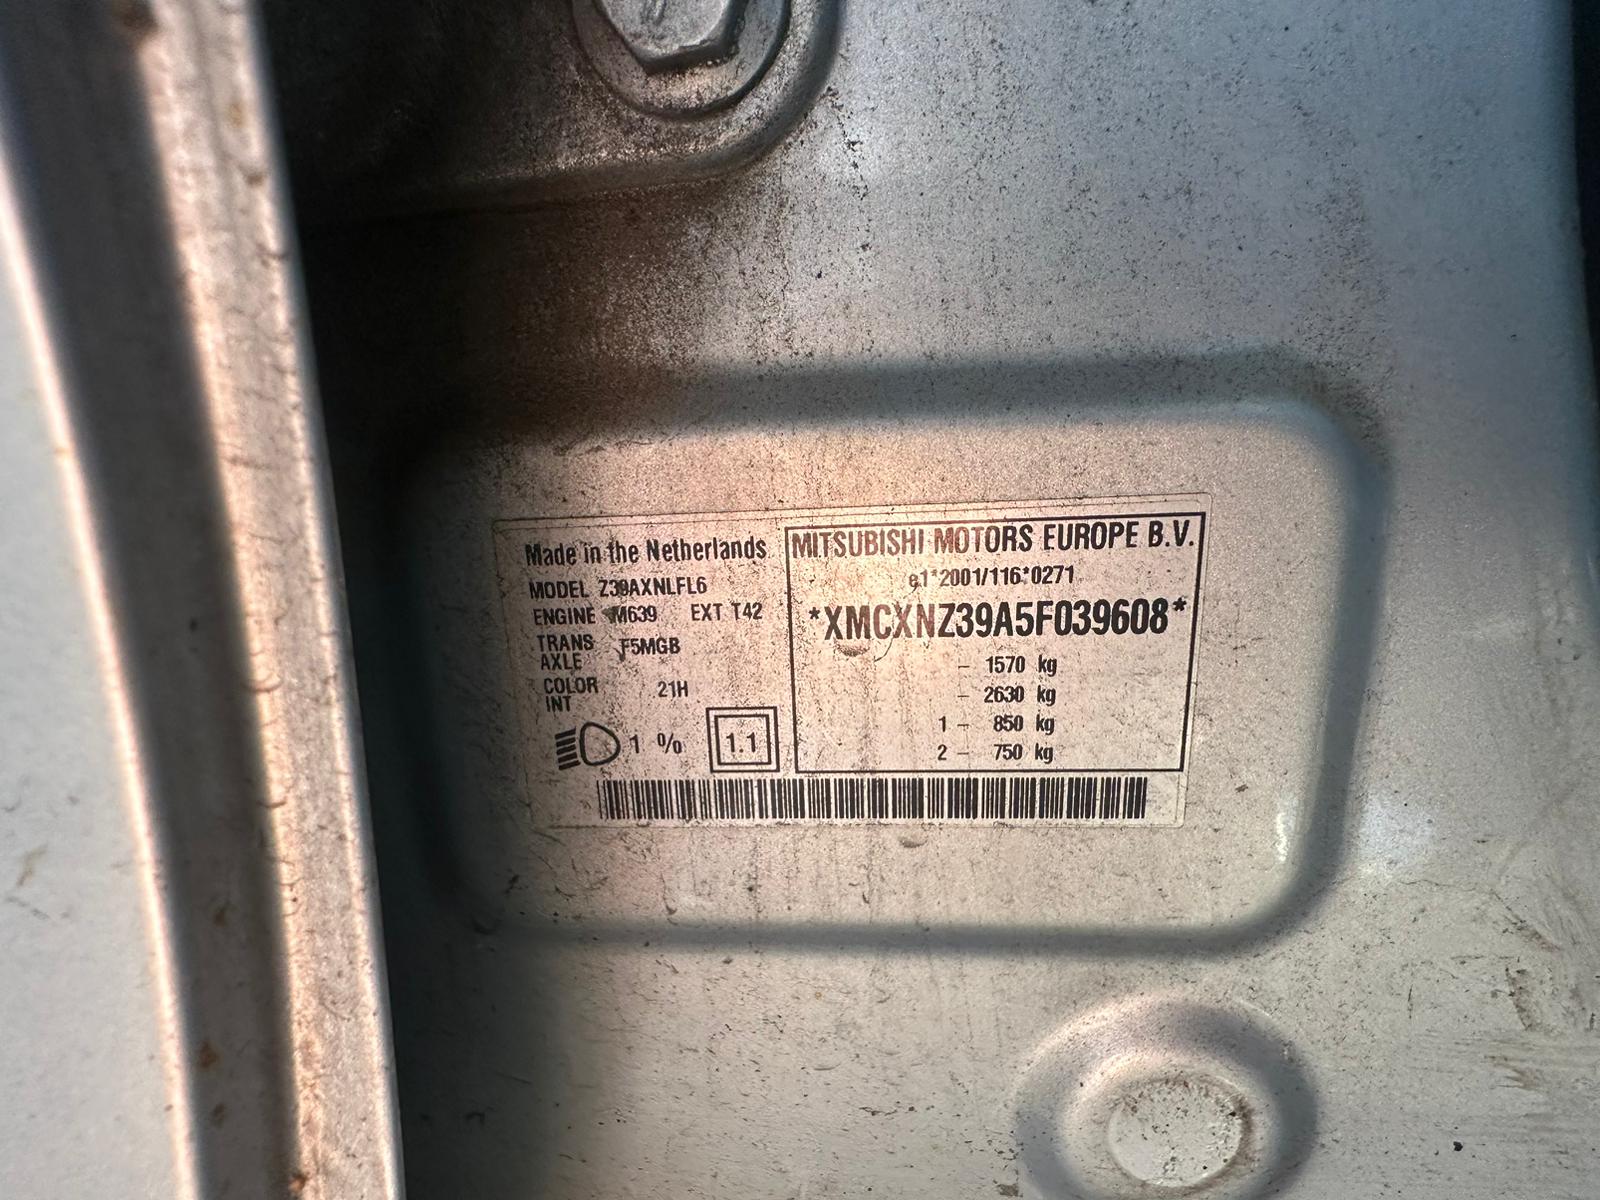 Made in the Netherlands
MODEL Z39AXNLFL6
ENGINE M639 EXT T42
TRANS AXLE F5MGB
COLOR INT 21H
1 % 1.1
MITSUBISHI MOTORS EUROPE B.V.
e1*2001/116*0271
*XMCXNZ39A5F039608*
– 1570 kg
– 2630 kg
1 – 850 kg
2 – 750 kg